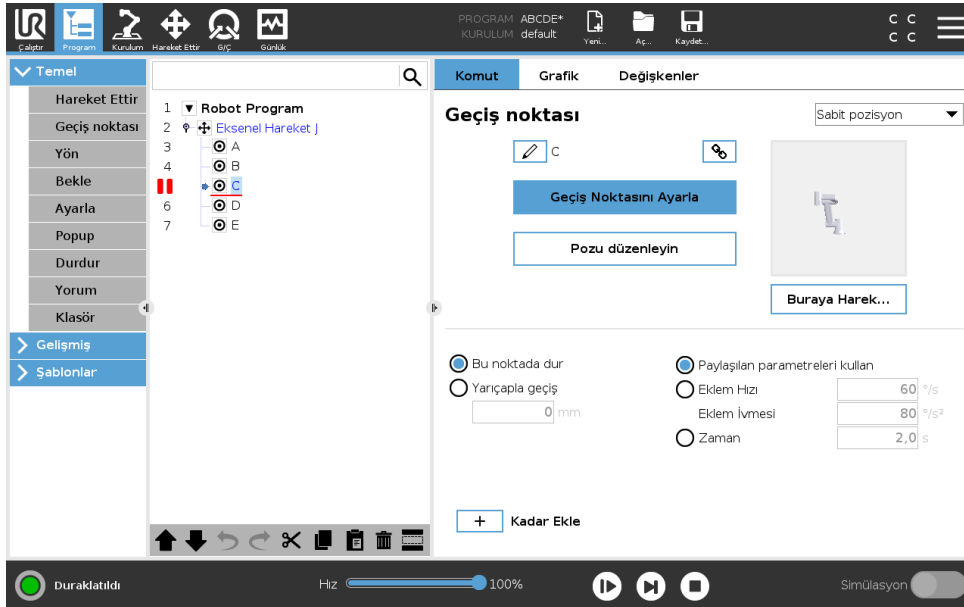 PROGRAM ABCDE*
KURULUM default
Çalıştır Program Kurulum Hareket Ettir G/Ç Günlük
Yeni... Aç... Kaydet...
C C
C C
Temel
Hareket Ettir
Geçiş noktası
Yön
Bekle
Ayarla
Popup
Durdur
Yorum
Klasör
Gelişmiş
Şablonlar
1 Robot Program
2 Eksenel Hareket J
3 A
4 B
C
6 D
7 E
Komut Grafik Değişkenler
Geçiş noktası
Sabit pozisyon
C
Geçiş Noktasını Ayarla
Pozu düzenleyin
Buraya Harek...
Bu noktada dur
Yarıçapla geçiş
0 mm
Paylaşılan parametreleri kullan
Eklem Hızı 60 °/s
Eklem İvmesi 80 °/s²
Zaman 2,0 s
+ Kadar Ekle
Duraklatıldı
Hız 100%
Simülasyon